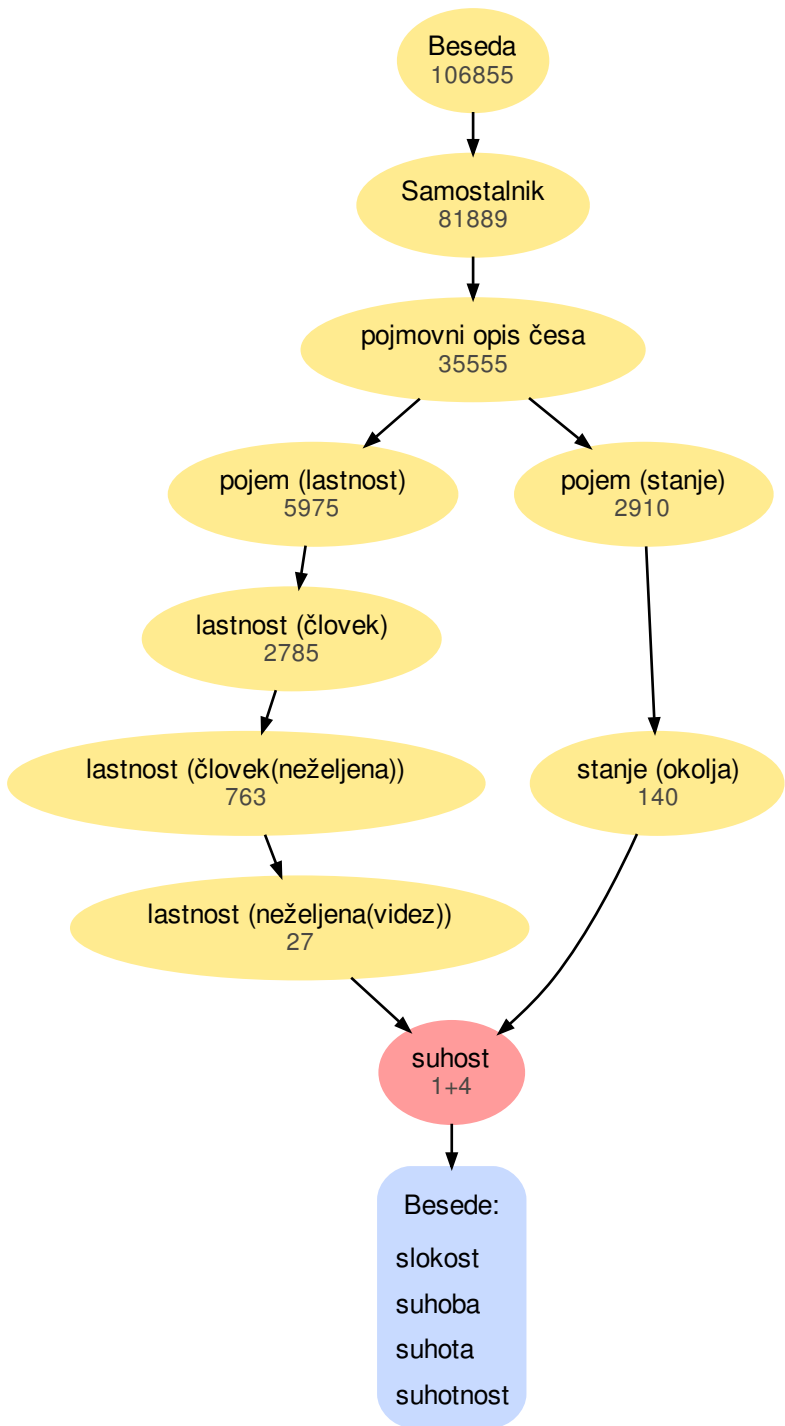 Beseda
106855
Samostalnik
81889
pojmovni opis česa
35555
pojem (lastnost)
5975
pojem (stanje)
2910
lastnost (človek)
2785
lastnost (človek(neželjena))
763
stanje (okolja)
140
lastnost (neželjena(videz))
27
suhost
1+4
Besede:
slokost
suhoba
suhota
suhotnost